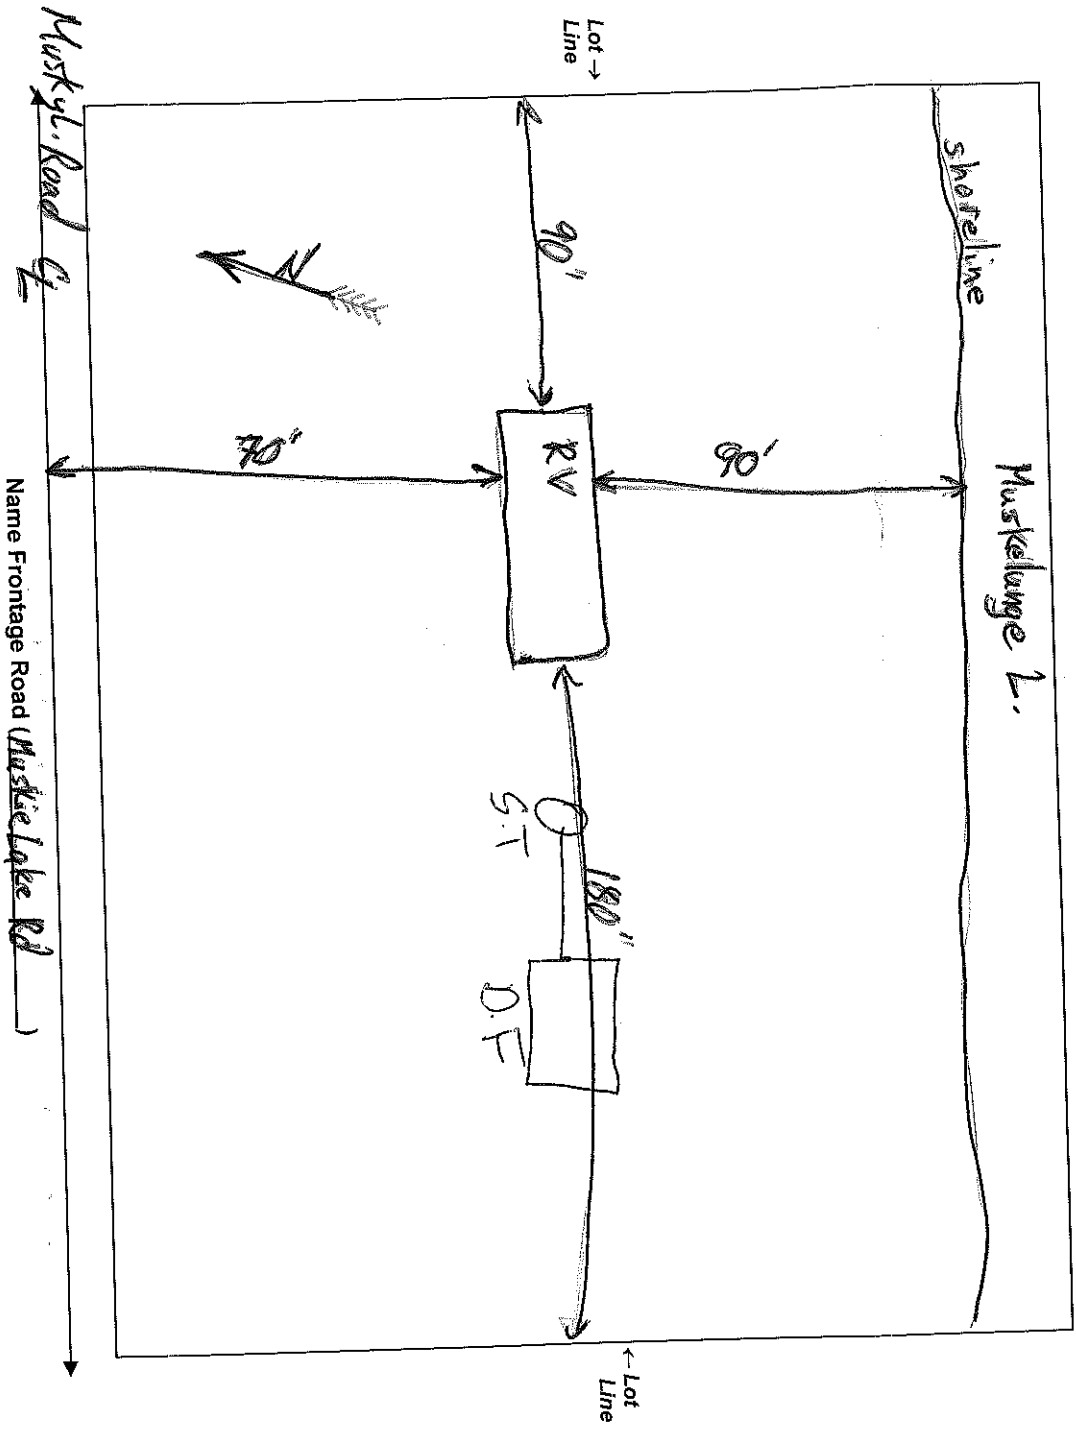 Muskelunge L.
shoreline
Lot →
Line
90"
RV
90'
180"
S.T
D.F
← Lot
Line
N
70"
Muskyl. Road ℄
Name Frontage Road (Muskie Lake Rd)